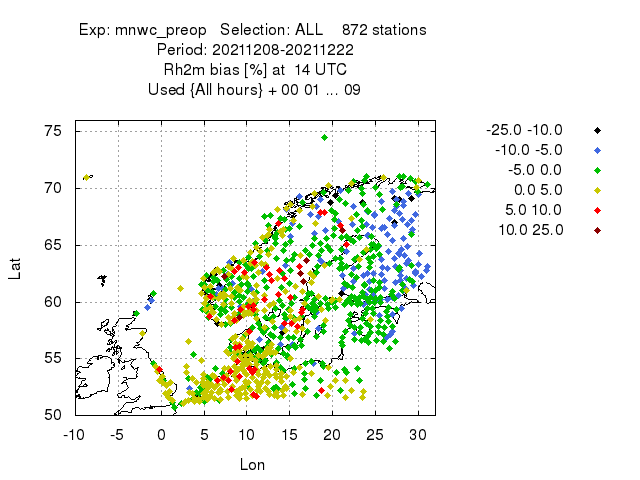 Exp: mnwc_preop   Selection: ALL    872 stations
Period: 20211208-20211222
Rh2m bias [%] at  14 UTC
Used {All hours} + 00 01 ... 09
75
70
65
60
55
50
Lat
-10 -5 0 5 10 15 20 25 30
Lon
-25.0 -10.0
-10.0 -5.0
-5.0 0.0
0.0 5.0
5.0 10.0
10.0 25.0